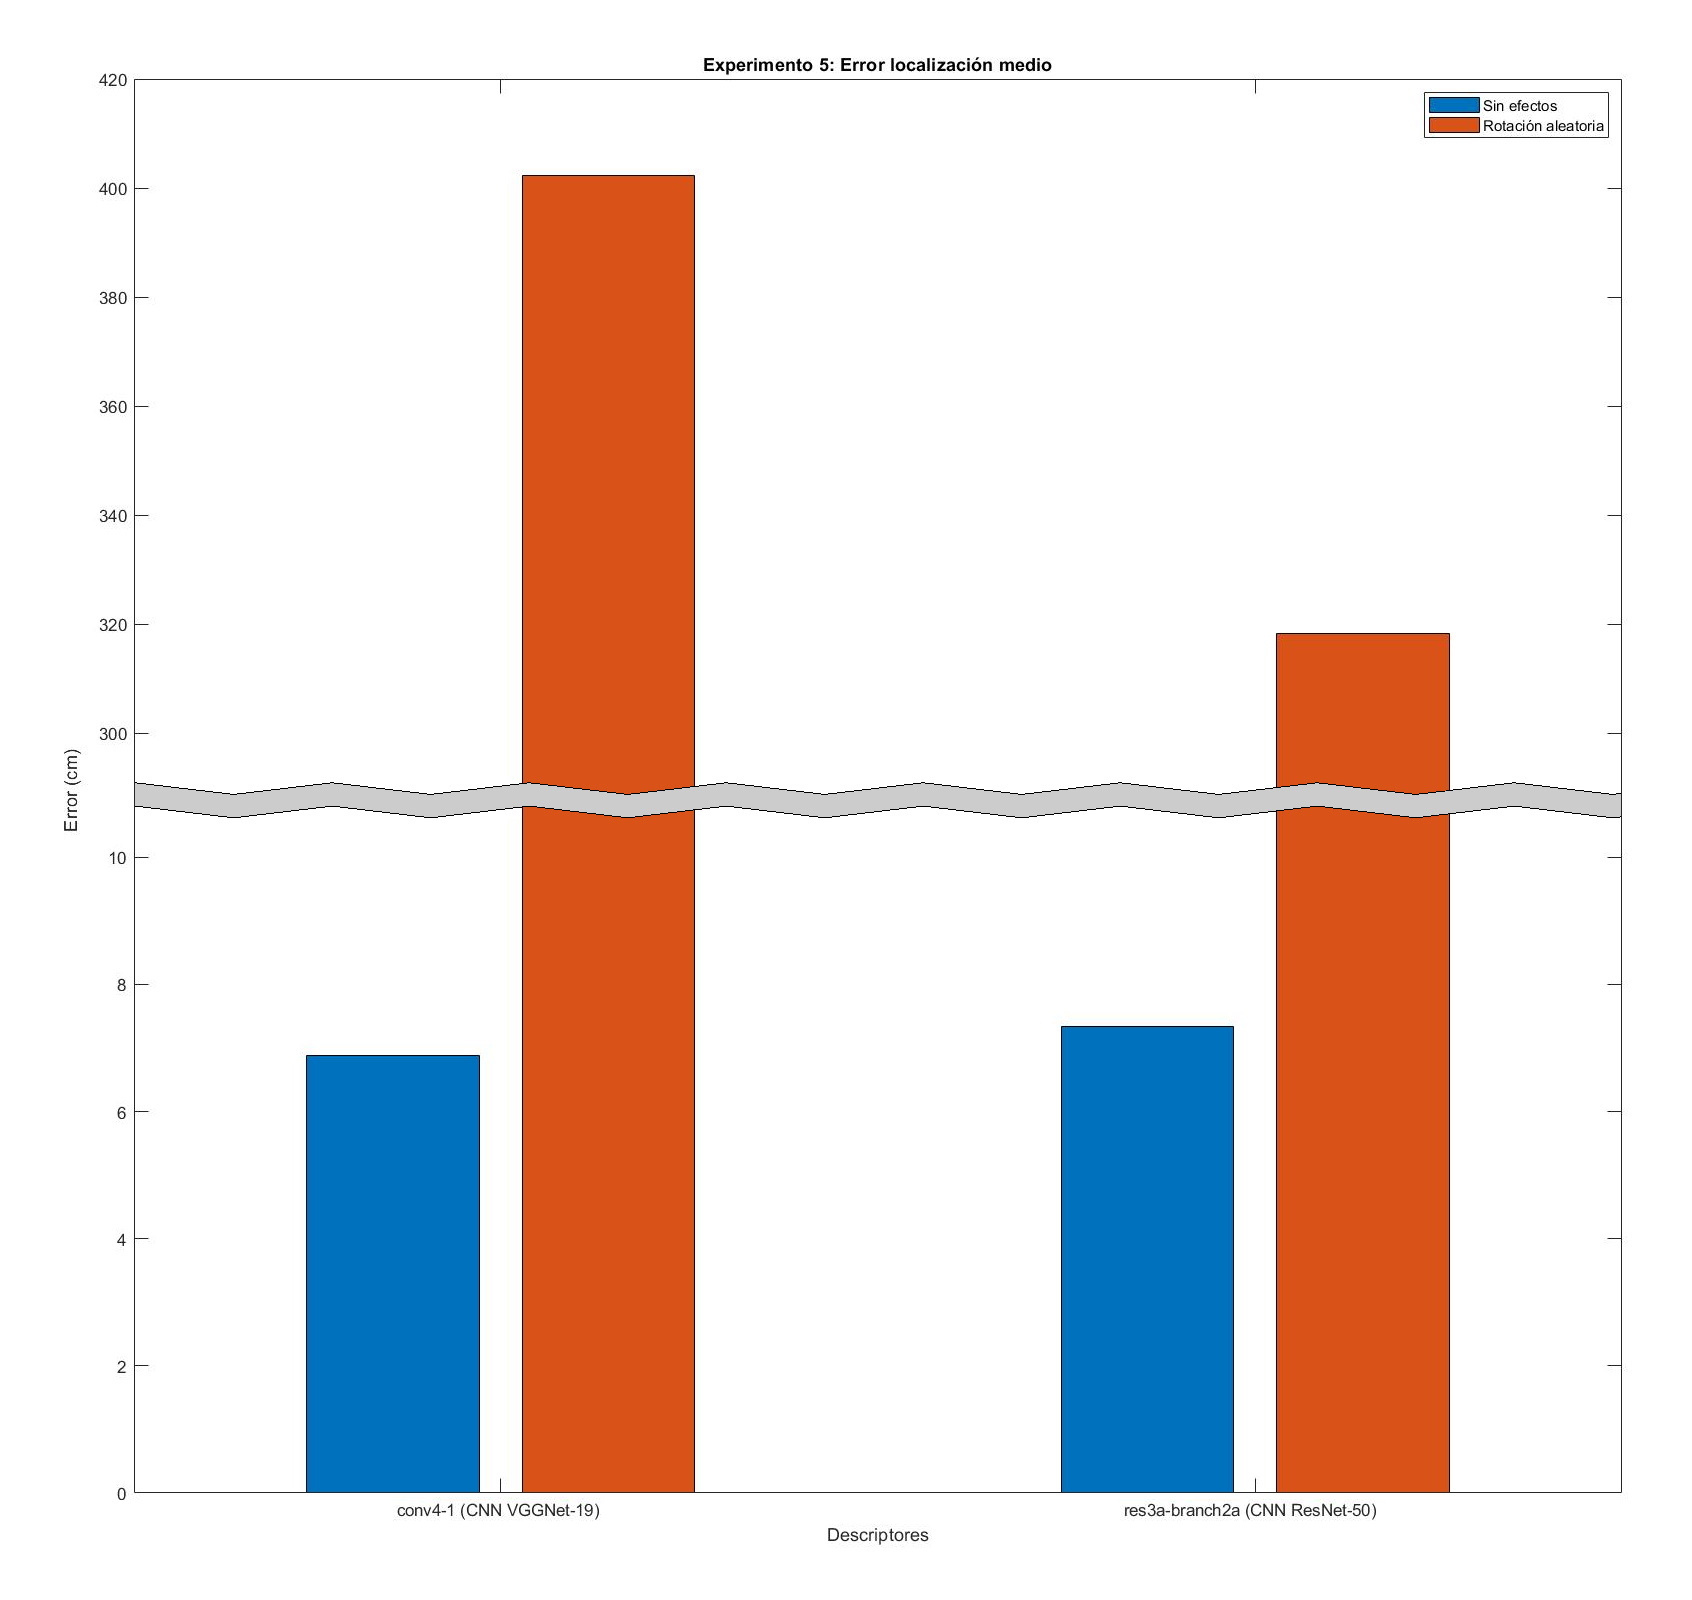 Experimento 5: Error localización medio
Sin efectos
Rotación aleatoria
420
400
380
360
340
320
300
10
8
6
4
2
0
Error (cm)
conv4-1 (CNN VGGNet-19)
res3a-branch2a (CNN ResNet-50)
Descriptores